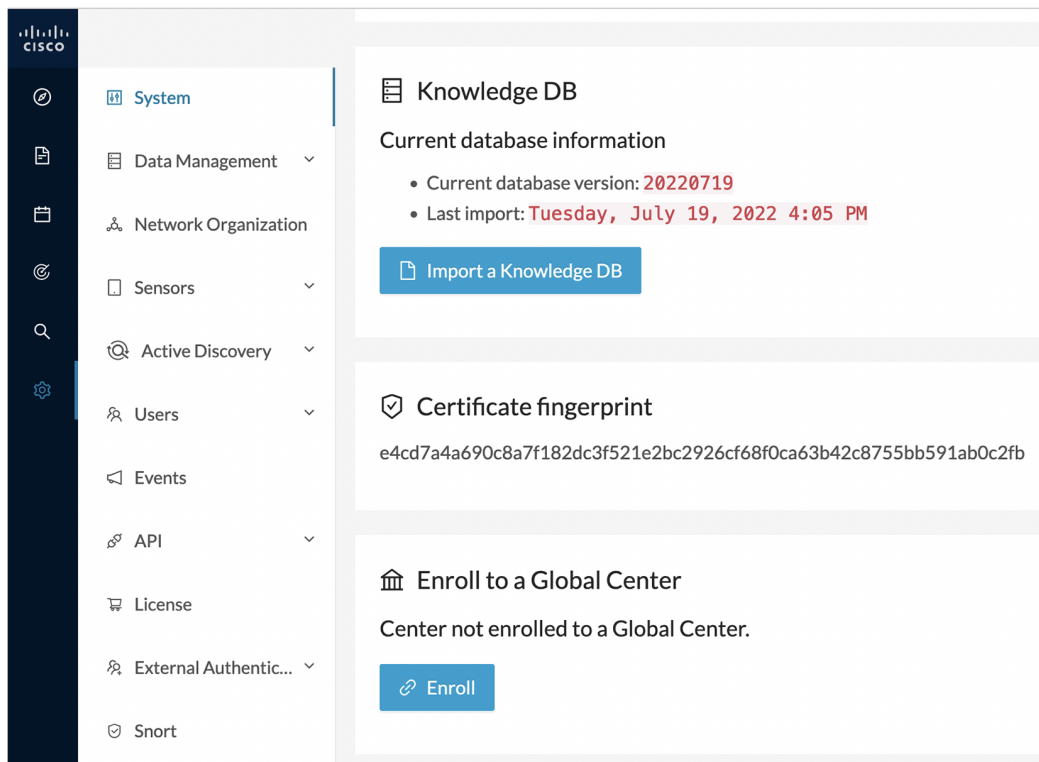 CISCO
System
Data Management
Network Organization
Sensors
Active Discovery
Users
Events
API
License
External Authentic...
Snort
Knowledge DB
Current database information
Current database version: 20220719
Last import: Tuesday, July 19, 2022 4:05 PM
Import a Knowledge DB
Certificate fingerprint
e4cd7a4a690c8a7f182dc3f521e2bc2926cf68f0ca63b42c8755bb591ab0c2fb
Enroll to a Global Center
Center not enrolled to a Global Center.
Enroll